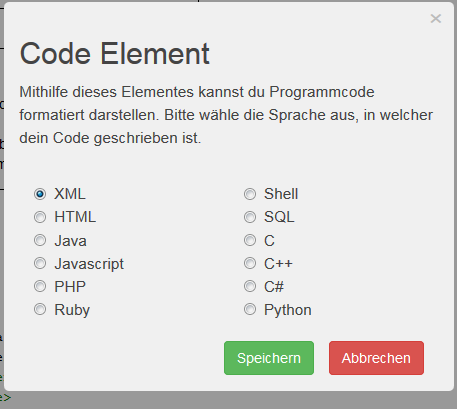 ×
Code Element
Mithilfe dieses Elementes kannst du Programmcode
formatiert darstellen. Bitte wähle die Sprache aus, in welcher
dein Code geschrieben ist.
XML
HTML
Java
Javascript
PHP
Ruby
Shell
SQL
C
C++
C#
Python
Speichern
Abbrechen